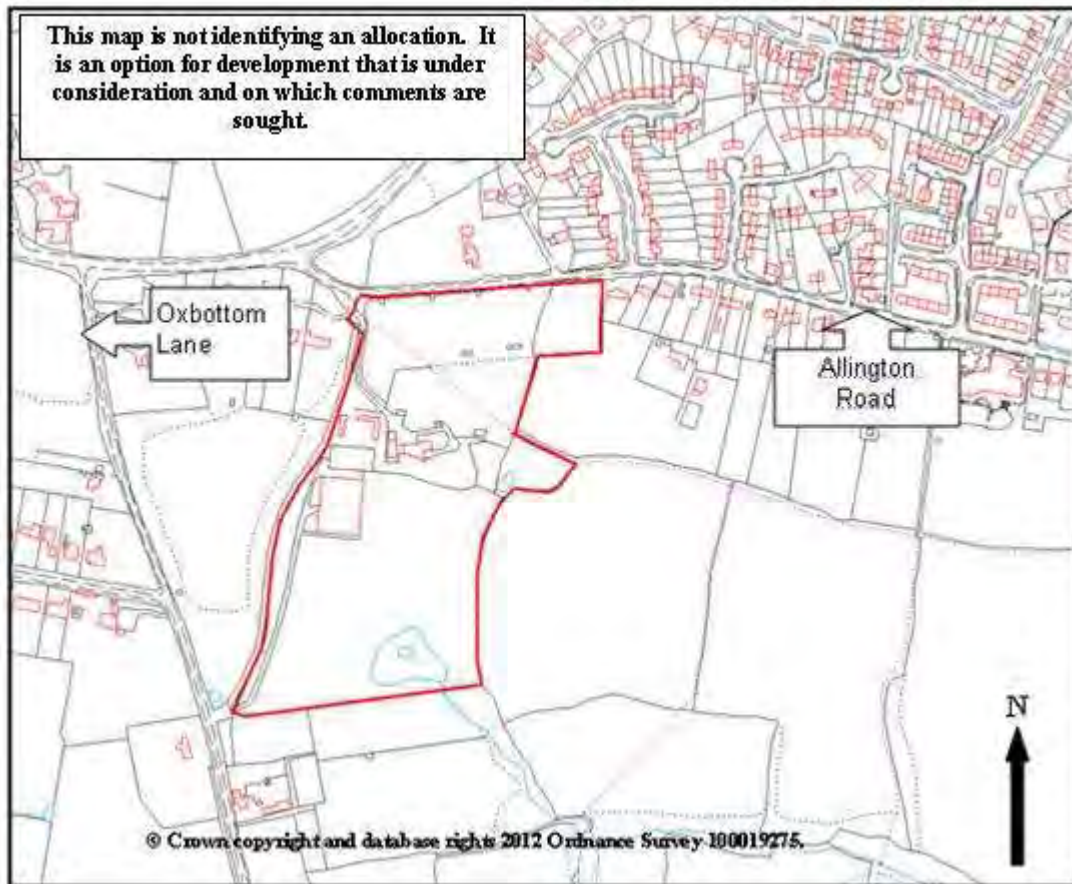 This map is not identifying an allocation. It
is an option for development that is under
consideration and on which comments are
sought.
Oxbottom
Lane
Allington
Road
N
© Crown copyright and database rights 2012 Ordnance Survey 100019275.